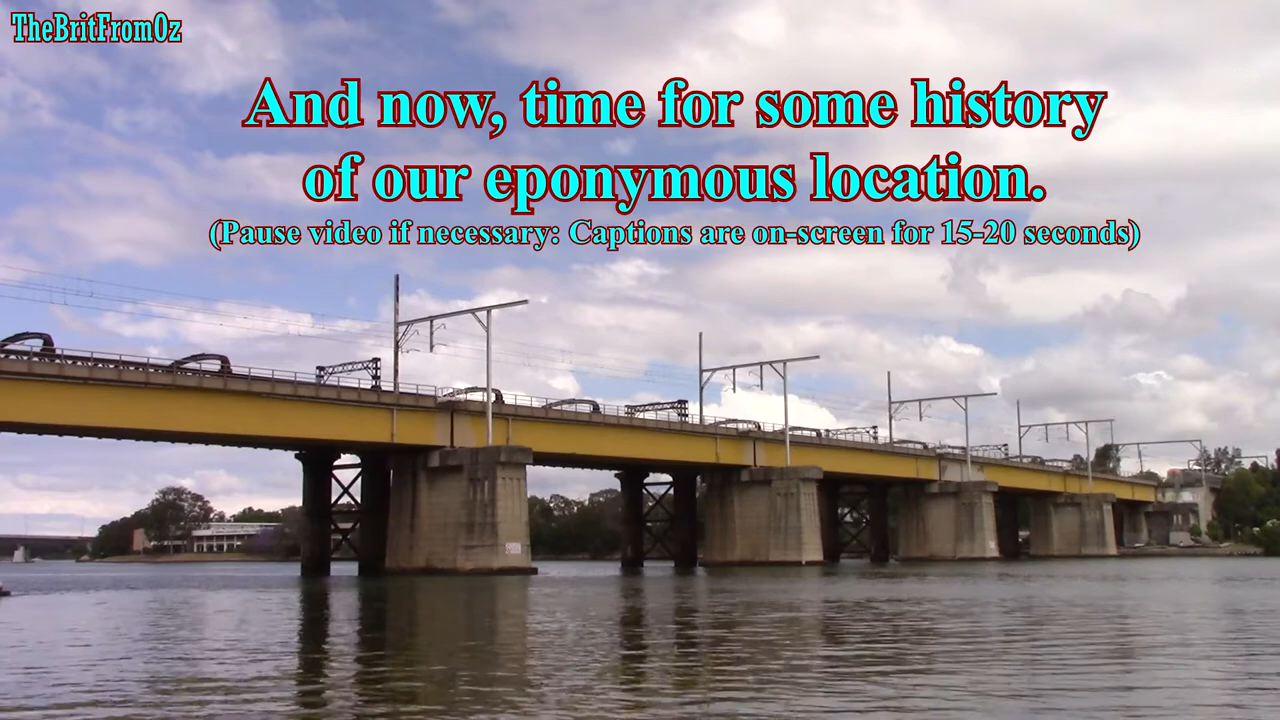 TheBritFromOz
And now, time for some history
of our eponymous location.
(Pause video if necessary: Captions are on-screen for 15-20 seconds)